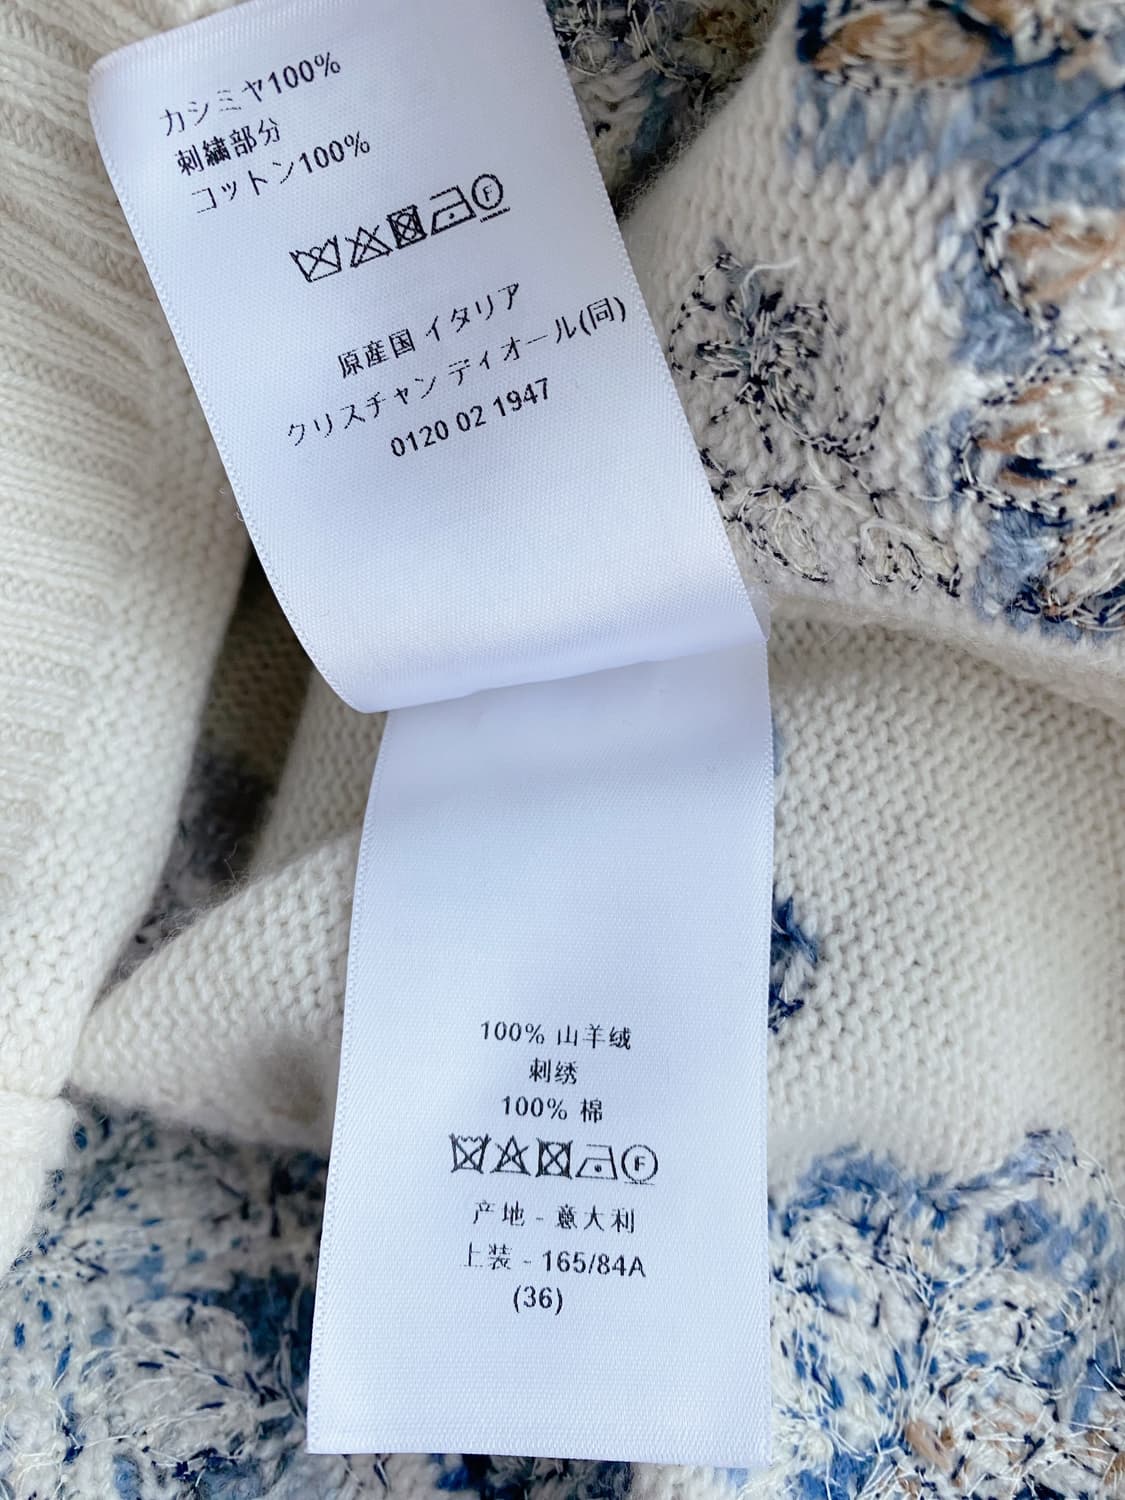 カシミヤ100%
刺繍部分
コットン100%
F
原産国 イタリア
クリスチャン ディオール(同)
0120 02 1947
100% 山羊绒
刺绣
100% 棉
F
产地 - 意大利
上装 - 165/84A
(36)